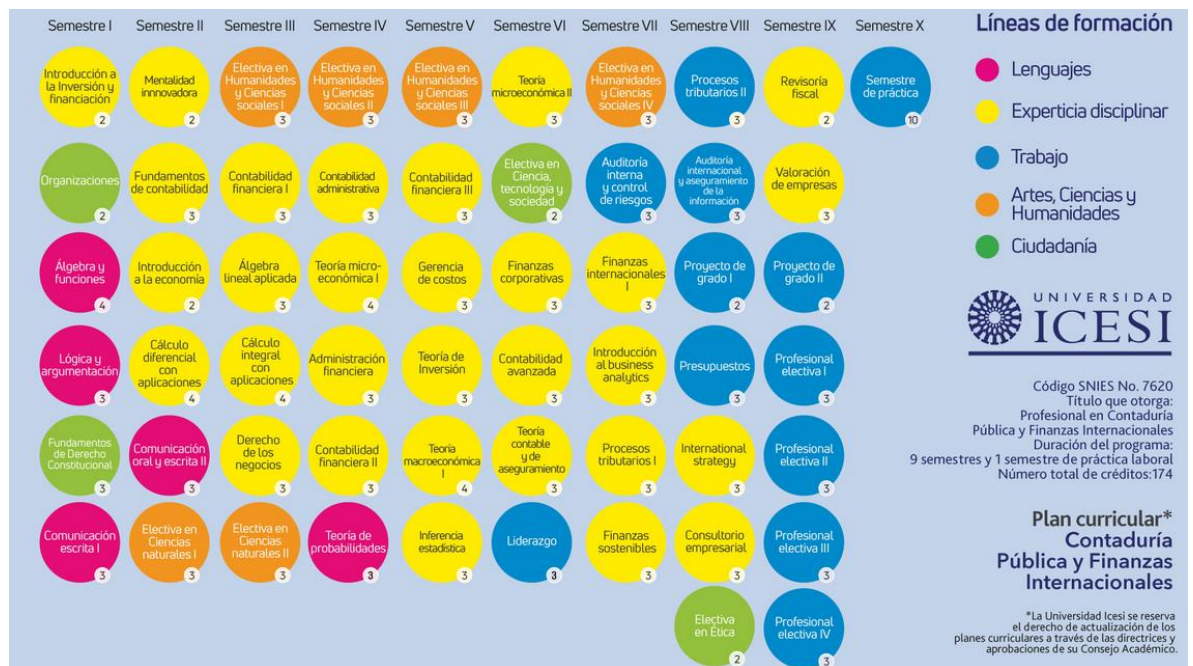 Semestre I
Semestre II
Semestre III
Semestre IV
Semestre V
Semestre VI
Semestre VII
Semestre VIII
Semestre IX
Semestre X
Introducción a
la Inversión y
financiación
2
Mentalidad
innnovadora
2
Electiva en
Humanidades
y Ciencias
sociales I
3
Electiva en
Humanidades
y Ciencias
sociales II
3
Electiva en
Humanidades
y Ciencias
sociales III
3
Teoría
microeconómica II
3
Electiva en
Humanidades
y Ciencias
sociales IV
3
Procesos
tributarios II
3
Revisoría
fiscal
2
Semestre
de práctica
10
Organizaciones
2
Fundamentos
de contabilidad
3
Contabilidad
financiera I
3
Contabilidad
administrativa
3
Contabilidad
financiera III
3
Electiva en
Ciencia,
tecnología y
sociedad
2
Auditoría
interna
y control
de riesgos
3
Auditoría
internacional
y aseguramiento
de la
información
3
Valoración
de empresas
3
Álgebra y
funciones
4
Introducción
a la economía
2
Álgebra
lineal aplicada
3
Teoría micro-
económica I
4
Gerencia
de costos
3
Finanzas
corporativas
3
Finanzas
internacionales
I
3
Proyecto de
grado I
2
Proyecto de
grado II
2
Lógica y
argumentación
3
Cálculo
diferencial
con
aplicaciones
4
Cálculo
integral
con
aplicaciones
4
Administración
financiera
3
Teoría de
Inversión
3
Contabilidad
avanzada
3
Introducción
al business
analytics
3
Presupuestos
3
Profesional
electiva I
3
Fundamentos
de Derecho
Constitucional
3
Comunicación
oral y escrita II
3
Derecho
de los
negocios
3
Contabilidad
financiera II
3
Teoría
macroeconómica
I
4
Teoría
contable
y de
aseguramiento
3
Procesos
tributarios I
3
International
strategy
3
Profesional
electiva II
3
Comunicación
escrita I
3
Electiva en
Ciencias
naturales I
3
Electiva en
Ciencias
naturales II
3
Teoría de
probabilidades
3
Inferencia
estadística
3
Liderazgo
3
Finanzas
sostenibles
3
Consultorio
empresarial
3
Profesional
electiva III
3
Electiva
en Ética
2
Profesional
electiva IV
3
Líneas de formación
Lenguajes
Experticia disciplinar
Trabajo
Artes, Ciencias y
Humanidades
Ciudadanía
UNIVERSIDAD
ICESI
Código SNIES No. 7620
Título que otorga:
Profesional en Contaduría
Pública y Finanzas Internacionales
Duración del programa:
9 semestres y 1 semestre de práctica laboral
Número total de créditos:174
Plan curricular*
Contaduría
Pública y Finanzas
Internacionales
*La Universidad Icesi se reserva
el derecho de actualización de los
planes curriculares a través de las directrices y
aprobaciones de su Consejo Académico.